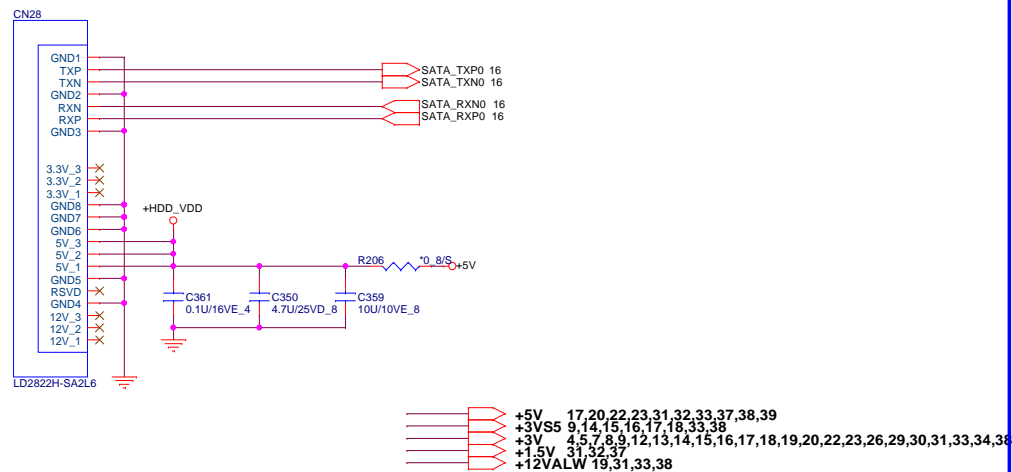 CN28
GND1
TXP
TXN
GND2
RXN
RXP
GND3
SATA_TXP0 16
SATA_TXN0 16
SATA_RXN0 16
SATA_RXP0 16
3.3V_3
3.3V_2
3.3V_1
GND8
GND7
GND6
5V_3
5V_2
5V_1
GND5
RSVD
GND4
12V_3
12V_2
12V_1
+HDD_VDD
R206 *0_8/S +5V
C361
0.1U/16VE_4
C350
4.7U/25VD_8
C359
10U/10VE_8
LD2822H-SA2L6
+5V 17,20,22,23,31,32,33,37,38,39
+3VS5 9,14,15,16,17,18,33,38
+3V 4,5,7,8,9,12,13,14,15,16,17,18,19,20,22,23,26,29,30,31,33,34,38
+1.5V 31,32,37
+12VALW 19,31,33,38